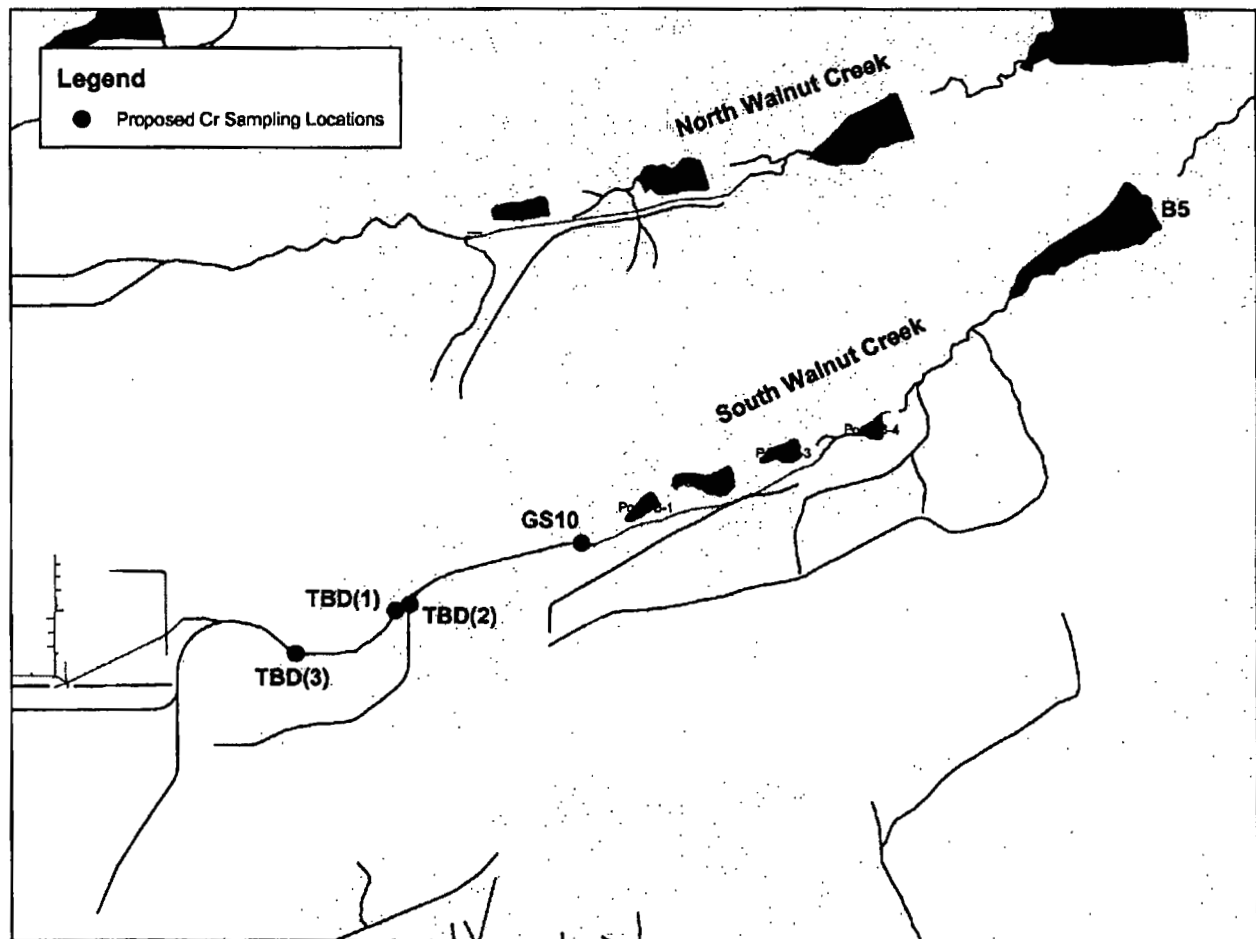 Legend
Proposed Cr Sampling Locations
North Walnut Creek
B5
South Walnut Creek
GS10
TBD(1)
TBD(2)
TBD(3)